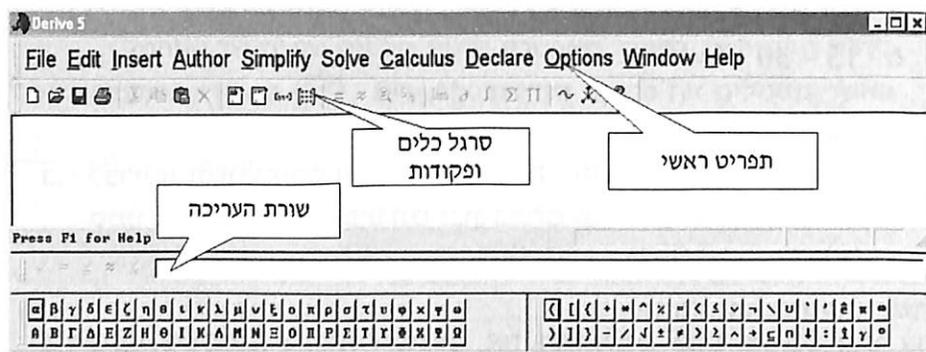 Derive 5
File Edit Insert Author Simplify Solve Calculus Declare Options Window Help
סרגל כלים
ופקודות
תפריט ראשי
שורת העריכה
Press F1 for Help
α β γ δ ε ζ η θ ι κ λ μ ν ξ ο π ρ σ τ υ φ χ ψ ω
Α Β Γ Δ Ε Ζ Η Θ Ι Κ Λ Μ Ν Ξ Ο Π Ρ Σ Τ Υ Φ Χ Ψ Ω